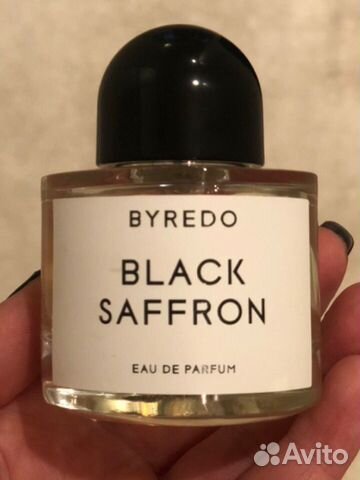 BYREDO
BLACK
SAFFRON
EAU DE PARFUM
Avito